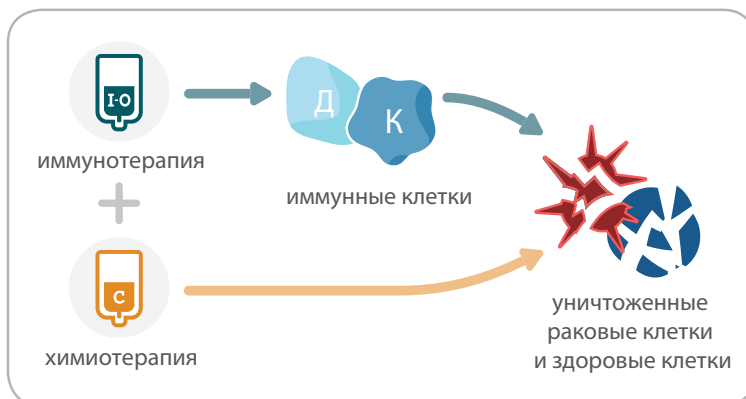 I-O
иммунотерапия
Д
К
иммунные клетки
C
химиотерапия
уничтоженные
раковые клетки
и здоровые клетки